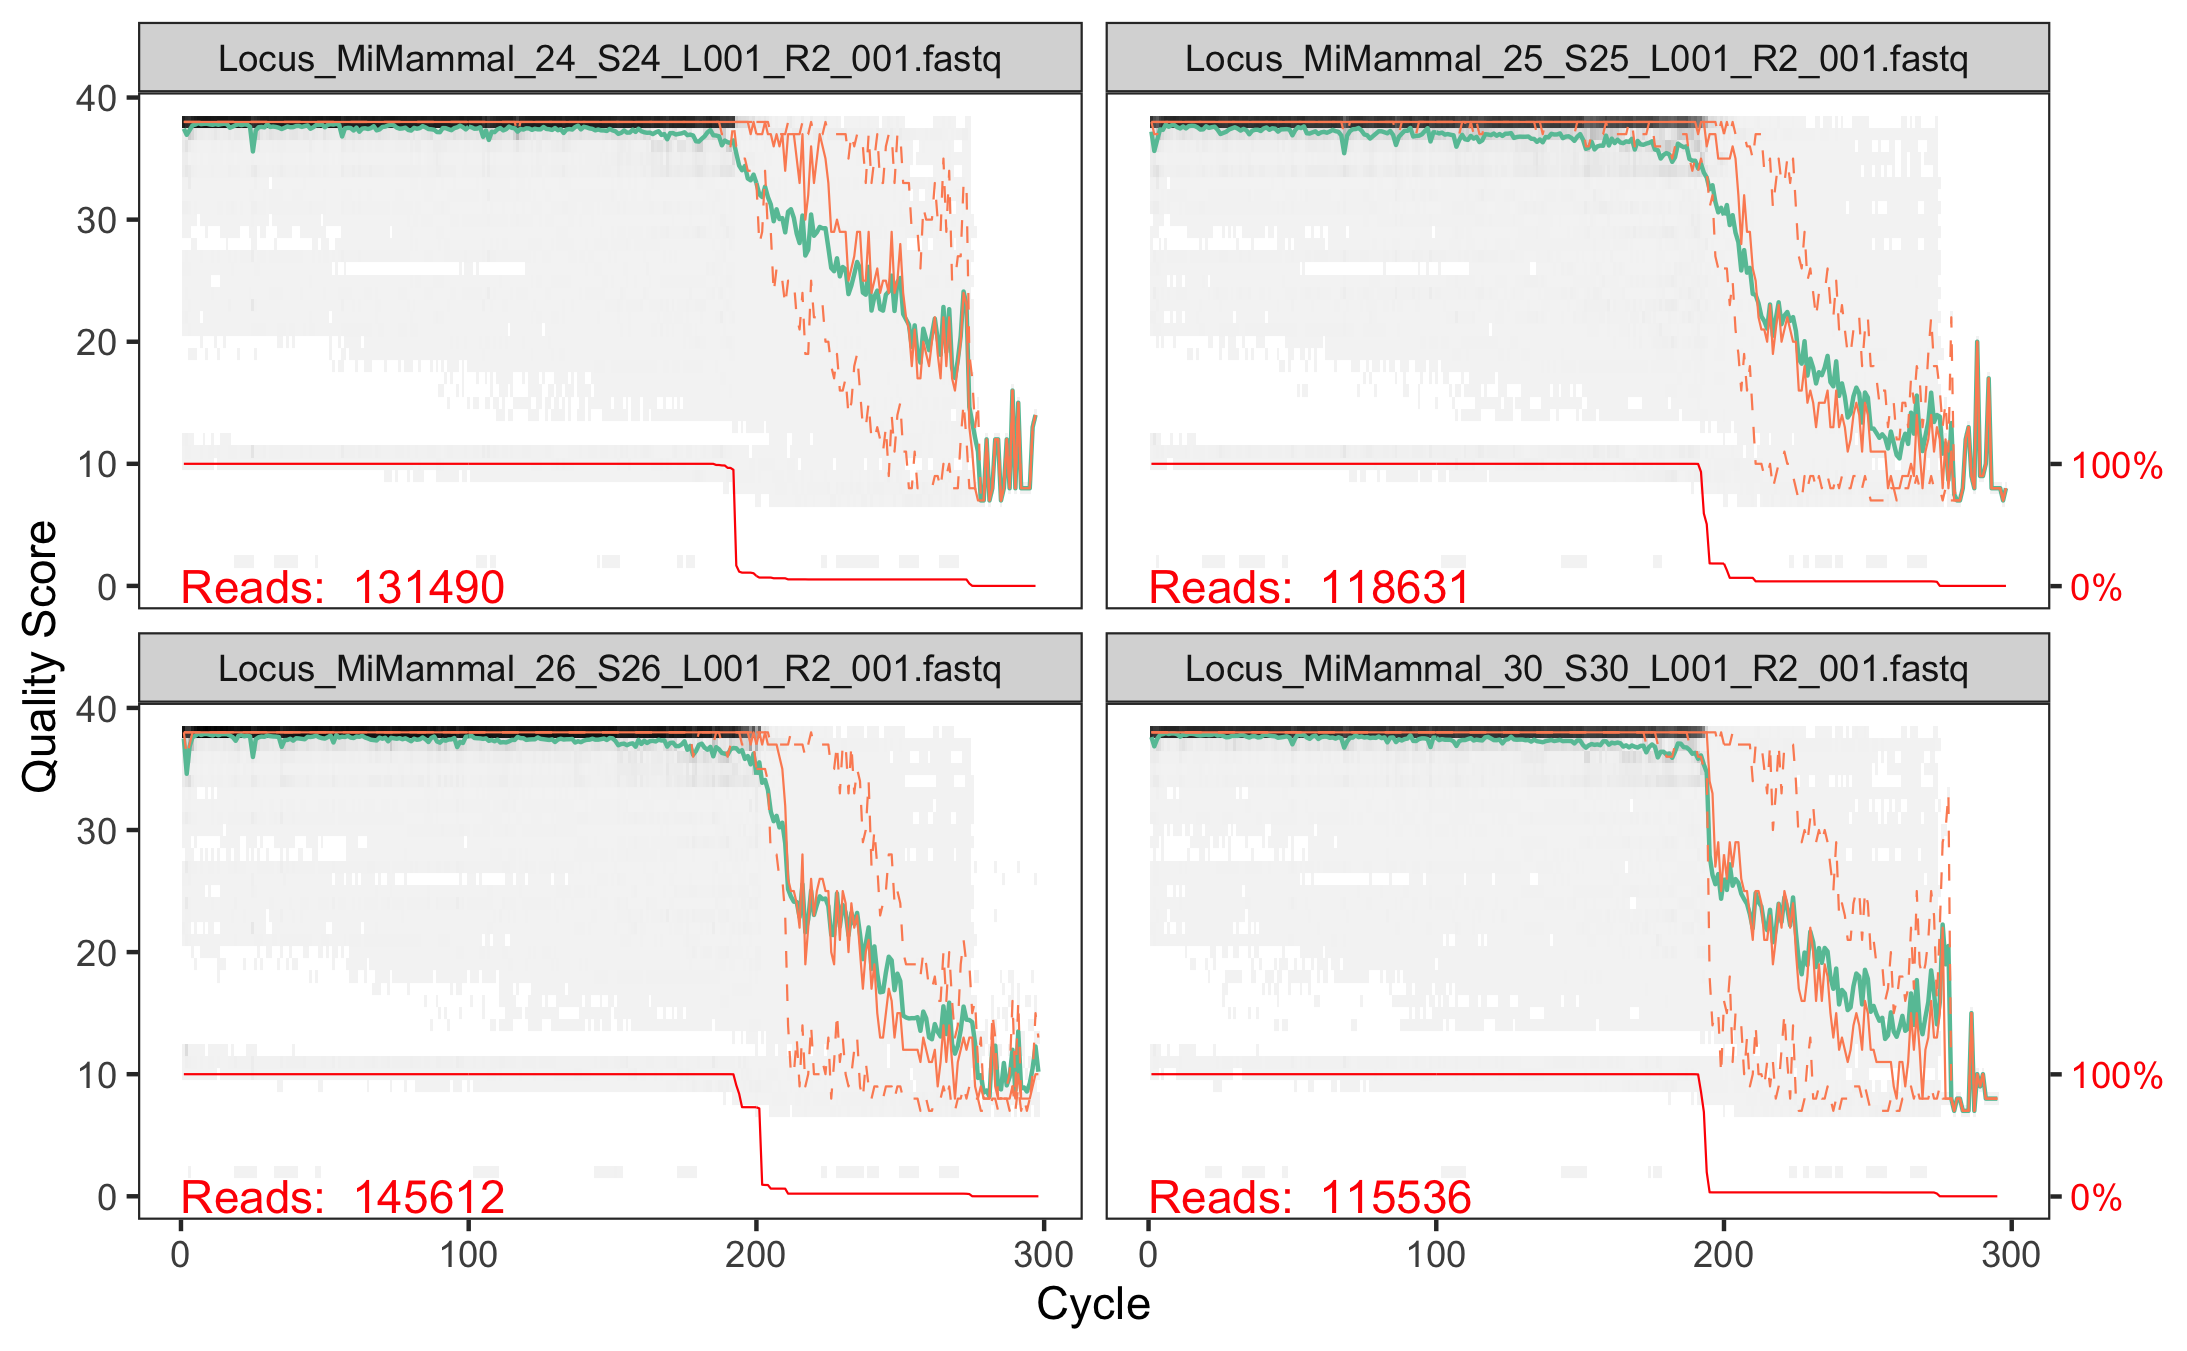 Locus_MiMammal_24_S24_L001_R2_001.fastq
Locus_MiMammal_25_S25_L001_R2_001.fastq
40
30
20
10
0
Reads: 131490
Reads: 118631
100%
0%
Quality Score
Locus_MiMammal_26_S26_L001_R2_001.fastq
Locus_MiMammal_30_S30_L001_R2_001.fastq
40
30
20
10
0
Reads: 145612
Reads: 115536
100%
0%
0 100 200 300
0 100 200 300
Cycle